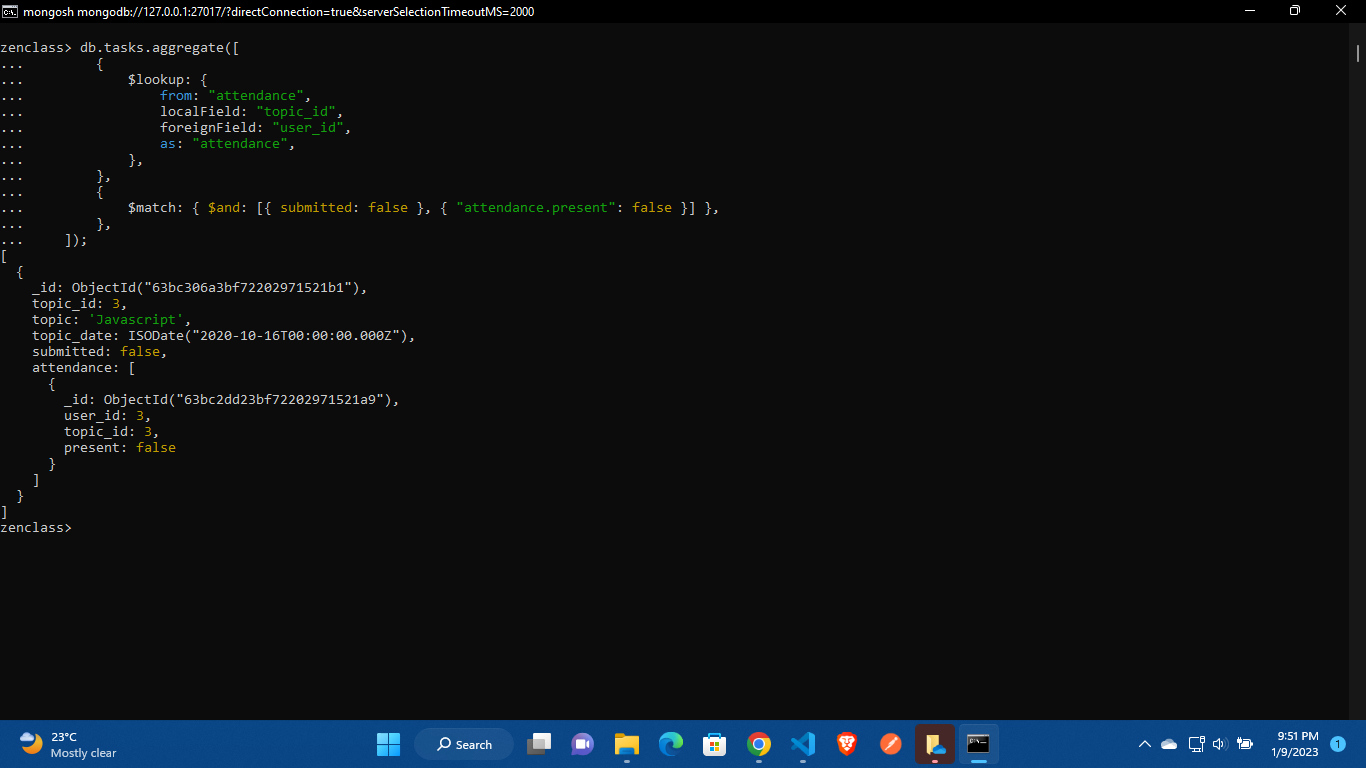 mongosh mongodb://127.0.0.1:27017/?directConnection=true&serverSelectionTimeoutMS=2000
zenclass> db.tasks.aggregate([
...         {
...             $lookup: {
...                 from: "attendance",
...                 localField: "topic_id",
...                 foreignField: "user_id",
...                 as: "attendance",
...             },
...         },
...         {
...             $match: { $and: [{ submitted: false }, { "attendance.present": false }] },
...         },
...     ]);
[
  {
    _id: ObjectId("63bc306a3bf72202971521b1"),
    topic_id: 3,
    topic: 'Javascript',
    topic_date: ISODate("2020-10-16T00:00:00.000Z"),
    submitted: false,
    attendance: [
      {
        _id: ObjectId("63bc2dd23bf72202971521a9"),
        user_id: 3,
        topic_id: 3,
        present: false
      }
    ]
  }
]
zenclass>
23°C
Mostly clear
Search
9:51 PM
1/9/2023
1